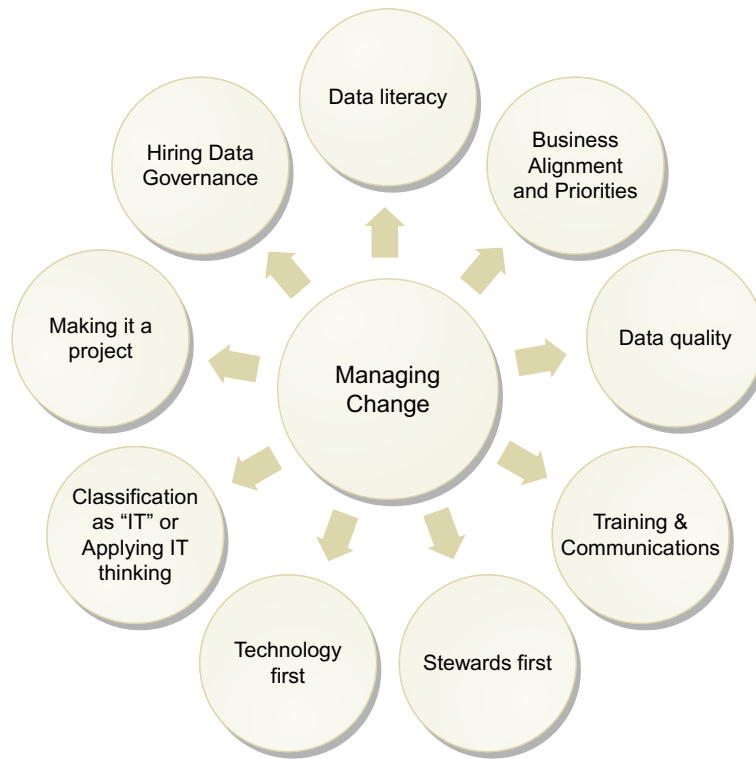 Data literacy
Business
Alignment
and Priorities
Data quality
Training &
Communications
Stewards first
Technology
first
Classification
as “IT” or
Applying IT
thinking
Making it a
project
Hiring Data
Governance
Managing
Change